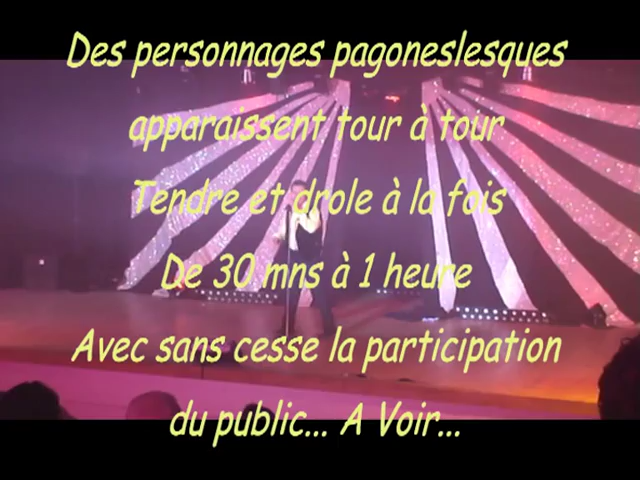 Des personnages pagoneslesques
apparaissent tour à tour
Tendre et drole à la fois
De 30 mns à 1 heure
Avec sans cesse la participation
du public... A Voir...